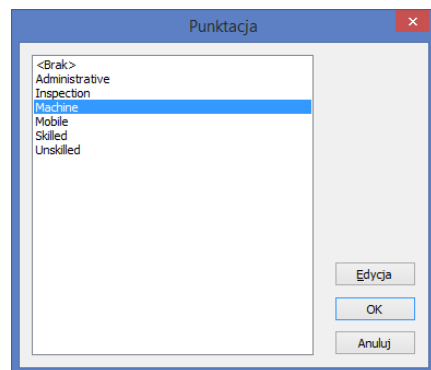 Punktacja
<Brak>
Administrative
Inspection
Machine
Mobile
Skilled
Unskilled
Edycja
OK
Anuluj